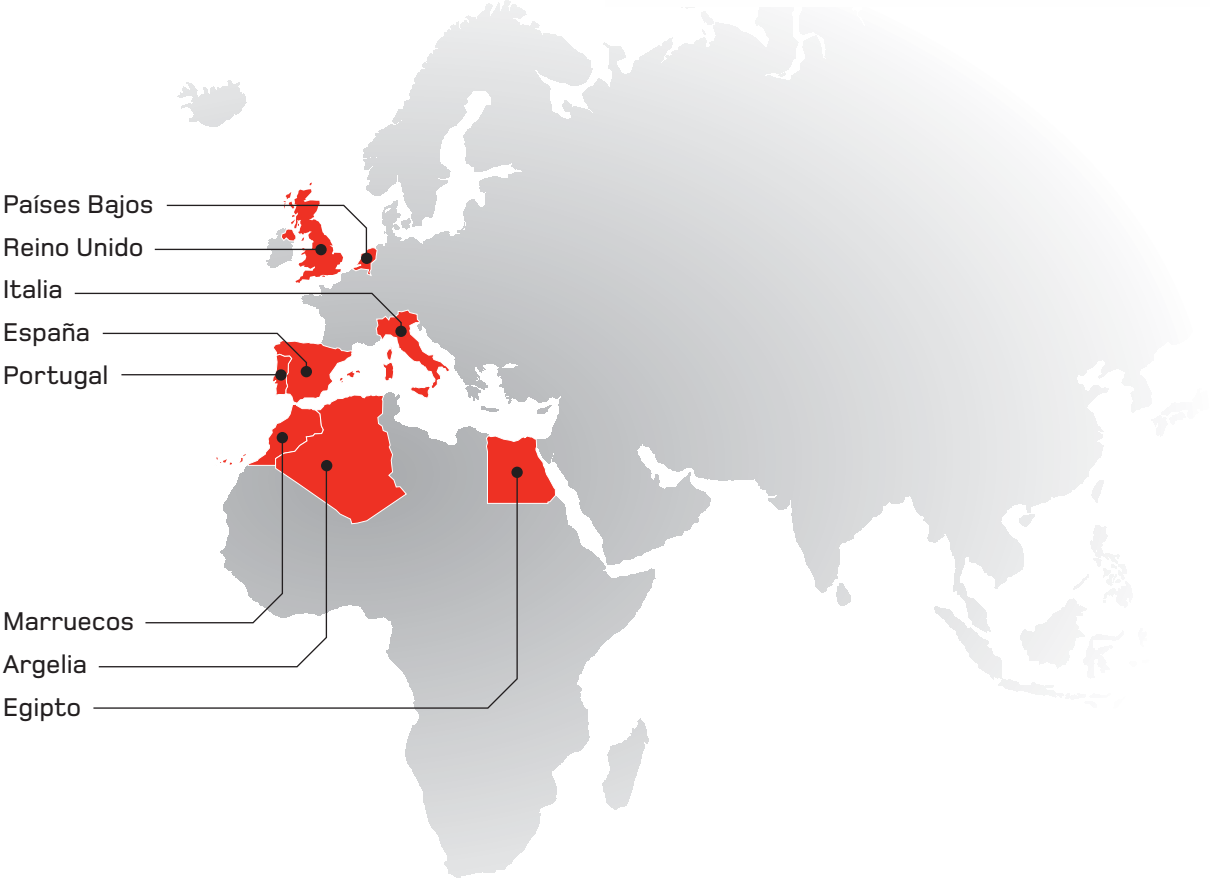 Países Bajos
Reino Unido
Italia
España
Portugal
Marruecos
Argelia
Egipto